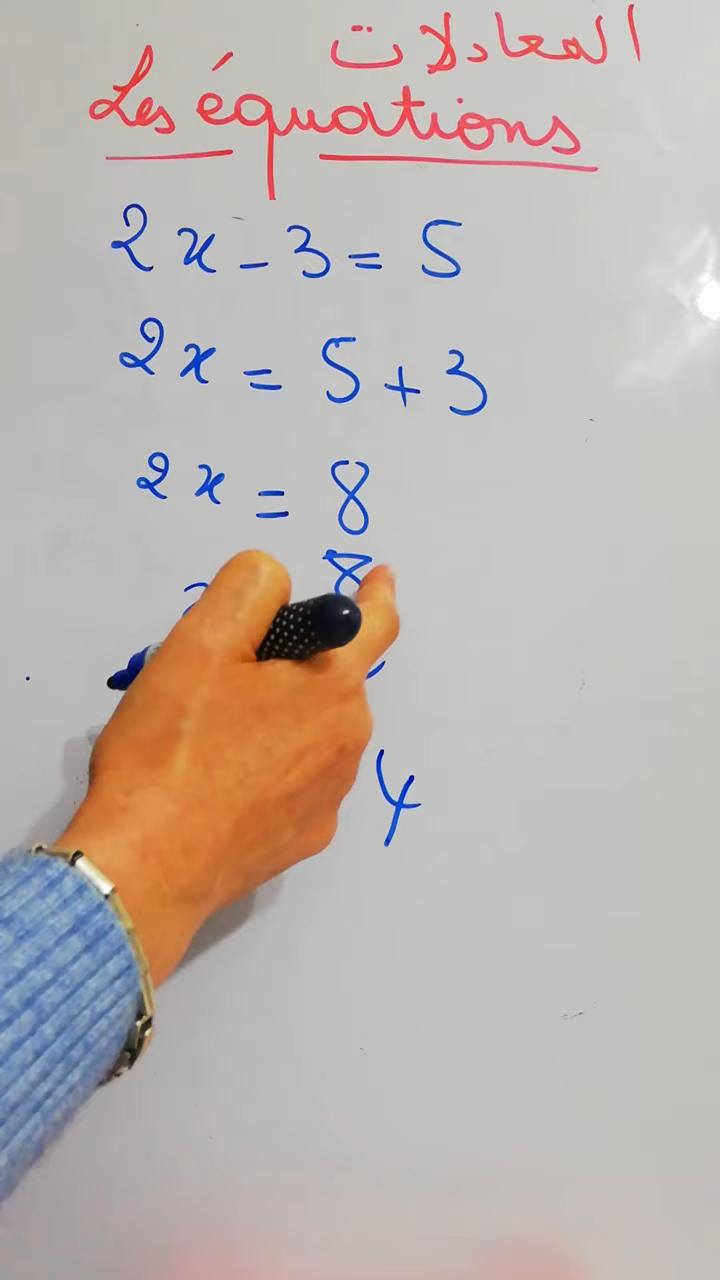 المعادلات
Les équations
2x - 3 = 5
2x = 5 + 3
2x = 8
8
4